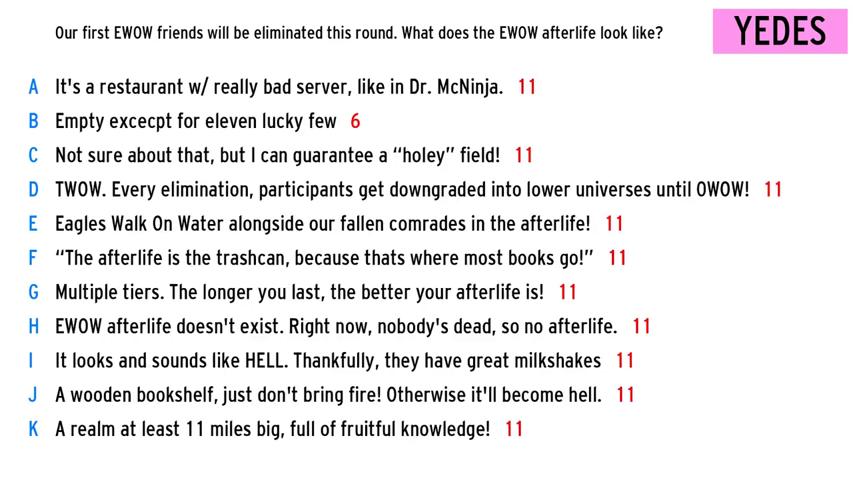 Our first EWOW friends will be eliminated this round. What does the EWOW afterlife look like?
YEDES
A It's a restaurant w/ really bad server, like in Dr. McNinja. 11
B Empty excecpt for eleven lucky few 6
C Not sure about that, but I can guarantee a “holey” field! 11
D TWOW. Every elimination, participants get downgraded into lower universes until OWOW! 11
E Eagles Walk On Water alongside our fallen comrades in the afterlife! 11
F “The afterlife is the trashcan, because thats where most books go!” 11
G Multiple tiers. The longer you last, the better your afterlife is! 11
H EWOW afterlife doesn't exist. Right now, nobody's dead, so no afterlife. 11
I It looks and sounds like HELL. Thankfully, they have great milkshakes 11
J A wooden bookshelf, just don't bring fire! Otherwise it'll become hell. 11
K A realm at least 11 miles big, full of fruitful knowledge! 11